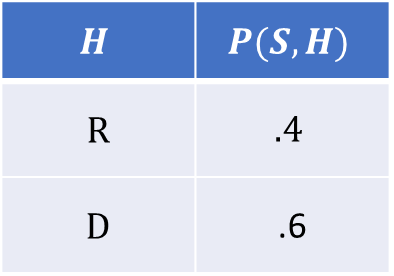 H P(S, H)
R .4
D .6